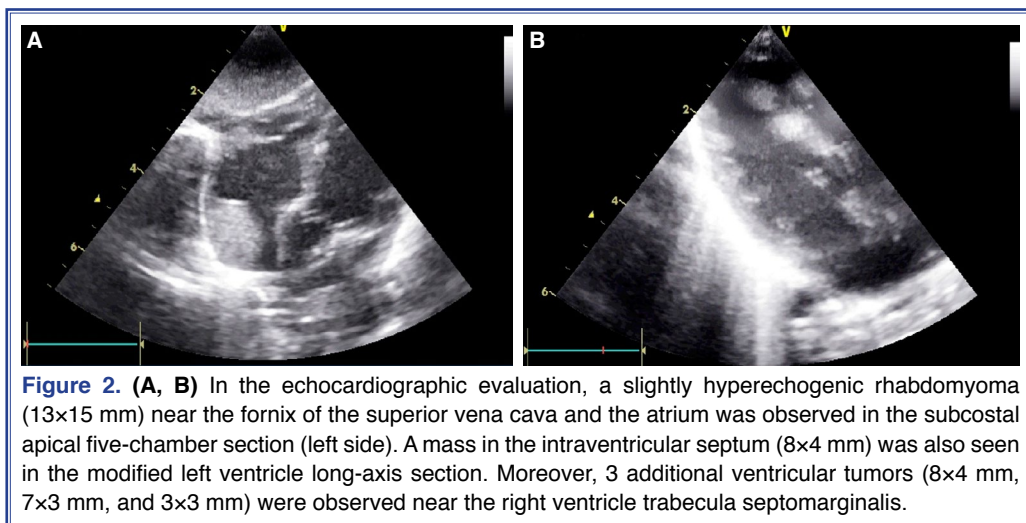 A
V
2
4
6
B
V
2
4
6
Figure 2. (A, B) In the echocardiographic evaluation, a slightly hyperechogenic rhabdomyoma
(13×15 mm) near the fornix of the superior vena cava and the atrium was observed in the subcostal
apical five-chamber section (left side). A mass in the intraventricular septum (8×4 mm) was also seen
in the modified left ventricle long-axis section. Moreover, 3 additional ventricular tumors (8×4 mm,
7×3 mm, and 3×3 mm) were observed near the right ventricle trabecula septomarginalis.